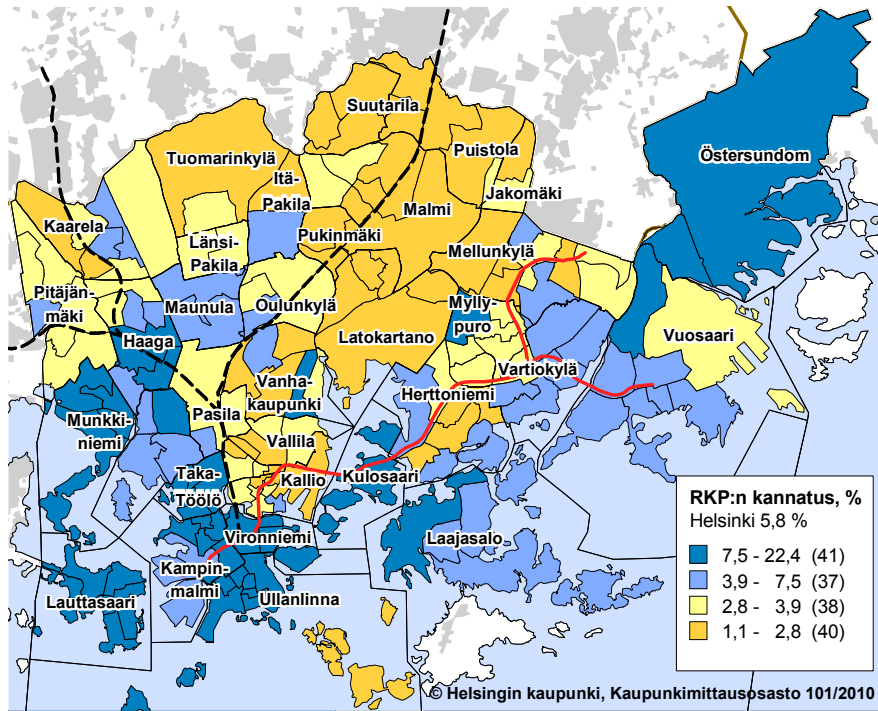 Suutarila
Tuomarinkylä
Puistola
Östersundom
Itä-
Pakila
Jakomäki
Malmi
Kaarela
Pukinmäki
Länsi-
Pakila
Mellunkylä
Pitäjän-
mäki
Maunula
Oulunkylä
Mylly-
puro
Vuosaari
Haaga
Latokartano
Vartiokylä
Vanha-
kaupunki
Herttoniemi
Munkki-
niemi
Pasila
Vallila
Taka-
Töölö
Kallio
Kulosaari
Vironniemi
Laajasalo
Kampin-
malmi
Lauttasaari
Ullanlinna
RKP:n kannatus, %
Helsinki 5,8 %
7,5 - 22,4 (41)
3,9 - 7,5 (37)
2,8 - 3,9 (38)
1,1 - 2,8 (40)
© Helsingin kaupunki, Kaupunkimittausosasto 101/2010